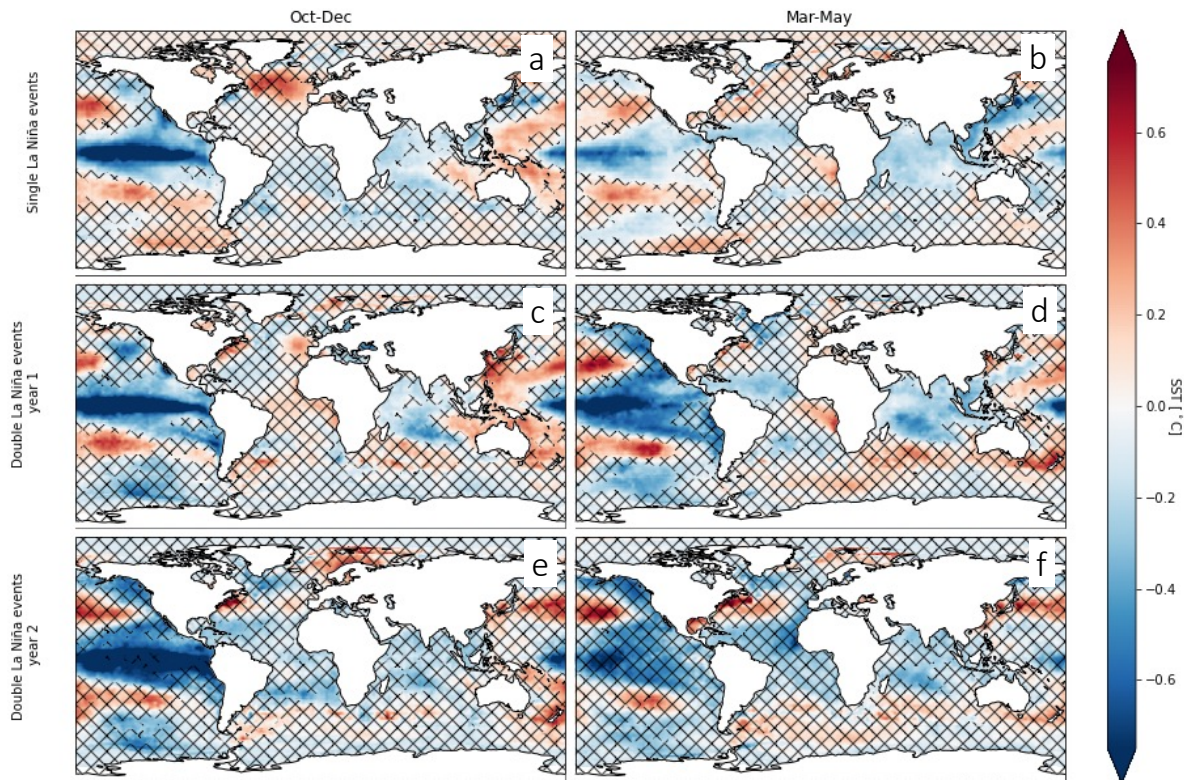 Oct-Dec
Mar-May
Single La Niña events
a
b
Double La Niña events
year 1
c
d
Double La Niña events
year 2
e
f
0.6
0.4
0.2
0.0
−0.2
−0.4
−0.6
SST [°C]